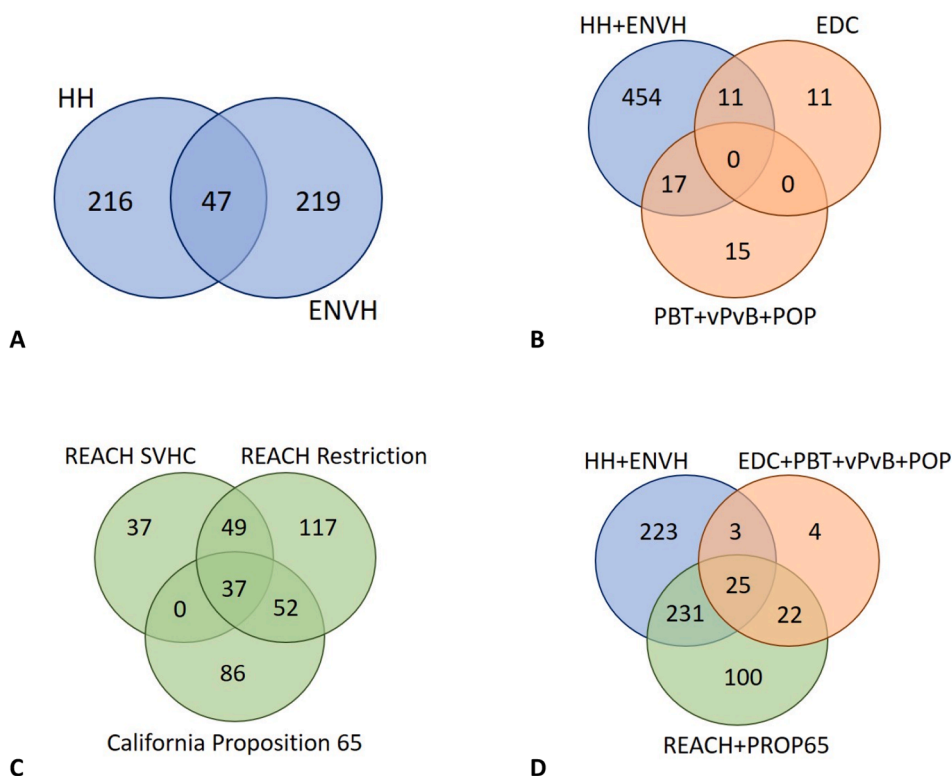 HH
216
47
219
ENVH
A
HH+ENVH
EDC
454
11
11
0
17
0
15
PBT+vPvB+POP
B
REACH SVHC
REACH Restriction
37
49
117
37
0
52
86
California Proposition 65
C
HH+ENVH
EDC+PBT+vPvB+POP
223
3
4
25
231
22
100
REACH+PROP65
D